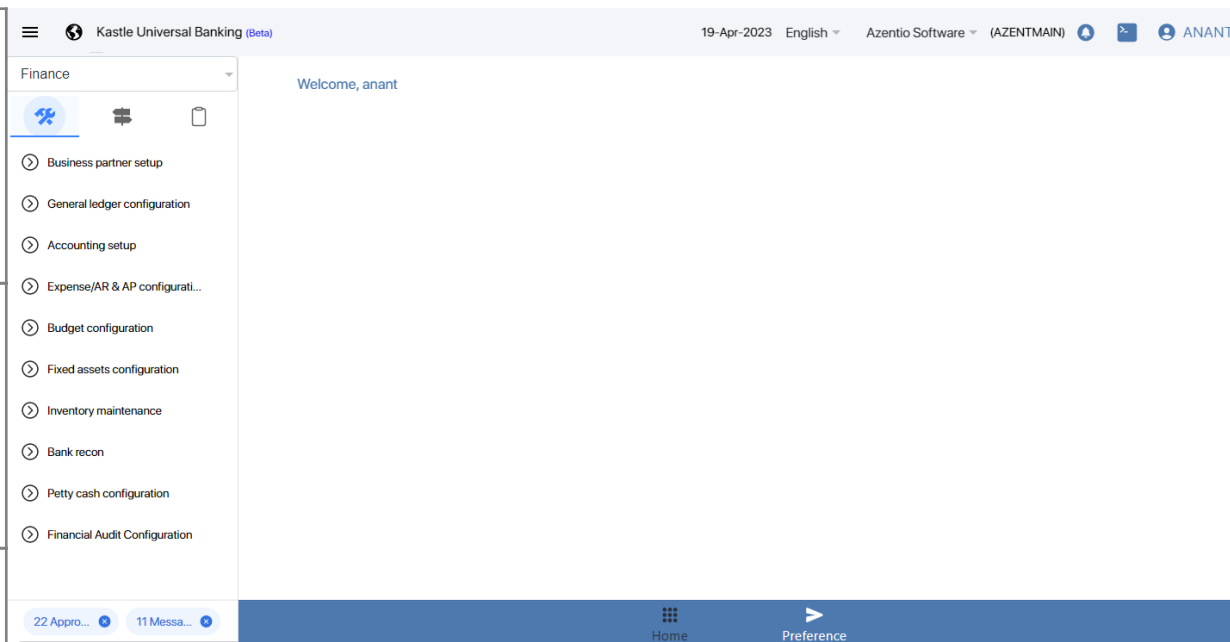 Kastle Universal Banking (Beta)
19-Apr-2023 English Azentio Software (AZENTMAIN) ANANT
Finance
Welcome, anant
Business partner setup
General ledger configuration
Accounting setup
Expense/AR & AP configurati...
Budget configuration
Fixed assets configuration
Inventory maintenance
Bank recon
Petty cash configuration
Financial Audit Configuration
22 Appro... 11 Messa...
Home Preference